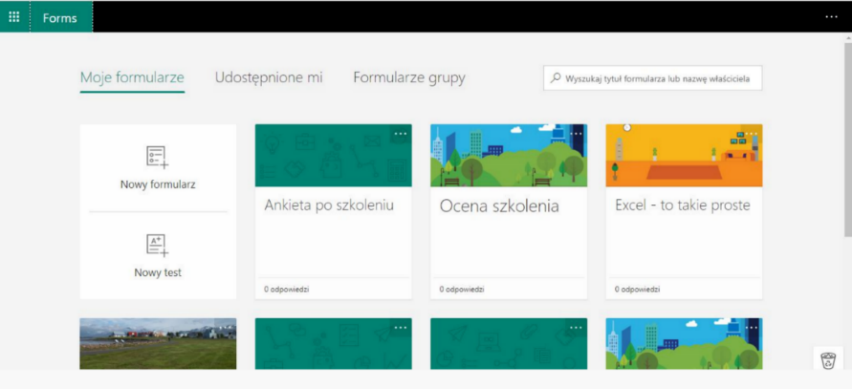 Forms
Moje formularze Udostępnione mi Formularze grupy
Wyszukaj tytuł formularza lub nazwę właściciela
Nowy formularz
Nowy test
Ankieta po szkoleniu
0 odpowiedzi
Ocena szkolenia
0 odpowiedzi
Excel - to takie proste
0 odpowiedzi